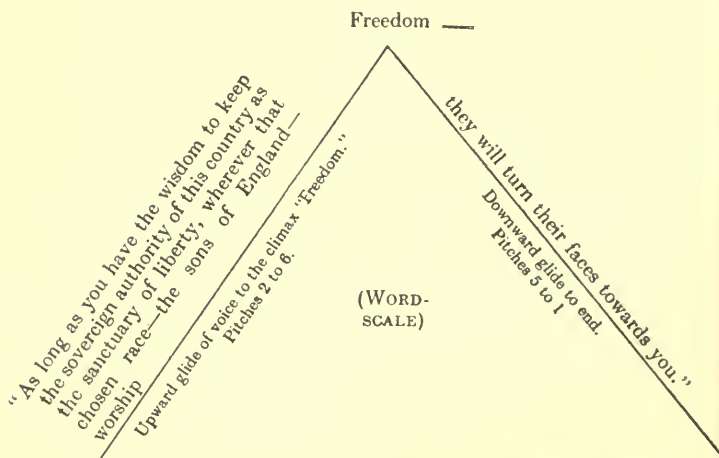 Freedom
“As long as you have the wisdom to keep
the sovereign authority of this country as
the sanctuary of liberty, wherever that
chosen race—the sons of England—
worship
Upward glide of voice to the climax “Freedom.”
Pitches 2 to 6.
(WORD-
SCALE)
they will turn their faces towards you.”
Downward glide to end.
Pitches 5 to 1